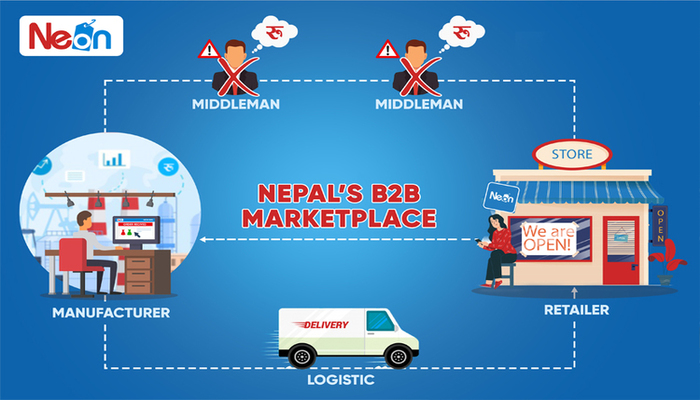 Neon
रू
रू
MIDDLEMAN
MIDDLEMAN
STORE
NEPAL'S B2B
MARKETPLACE
Neon
We are
OPEN!
OPEN
MANUFACTURER
RETAILER
DELIVERY
LOGISTIC